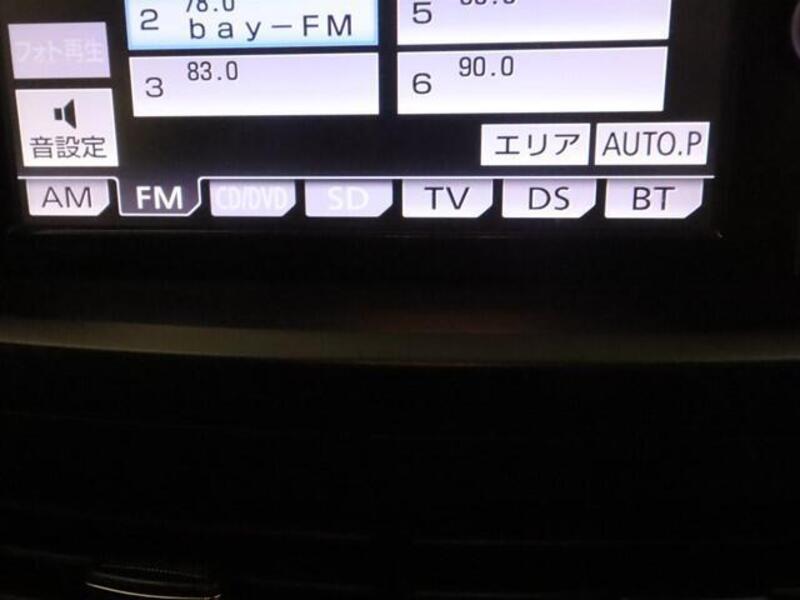 2 78.0
bay-FM
5
フォト再生
3 83.0
6 90.0
音設定
エリア AUTO.P
AM FM CD/DVD SD TV DS BT